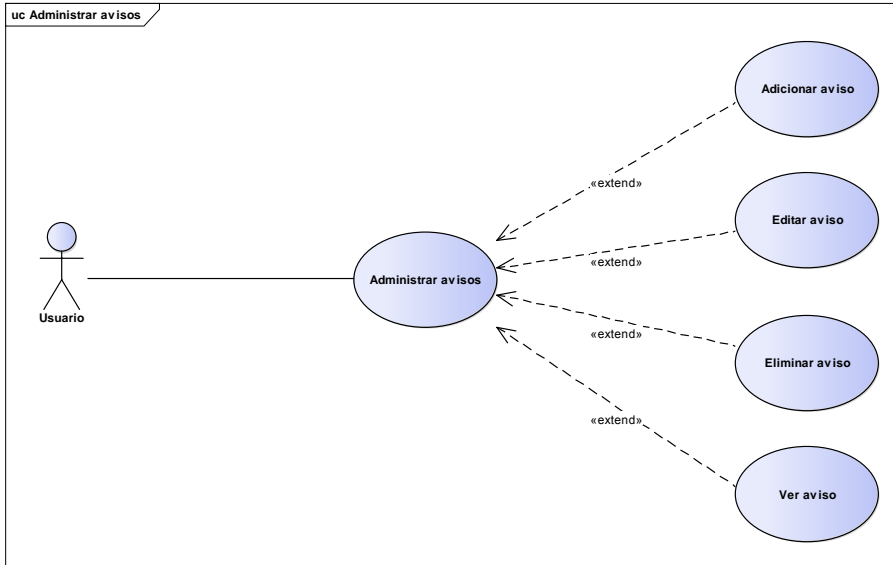 uc Administrar avisos
Adicionar aviso
«extend»
Editar aviso
«extend»
Administrar avisos
Usuario
«extend»
Eliminar aviso
«extend»
Ver aviso